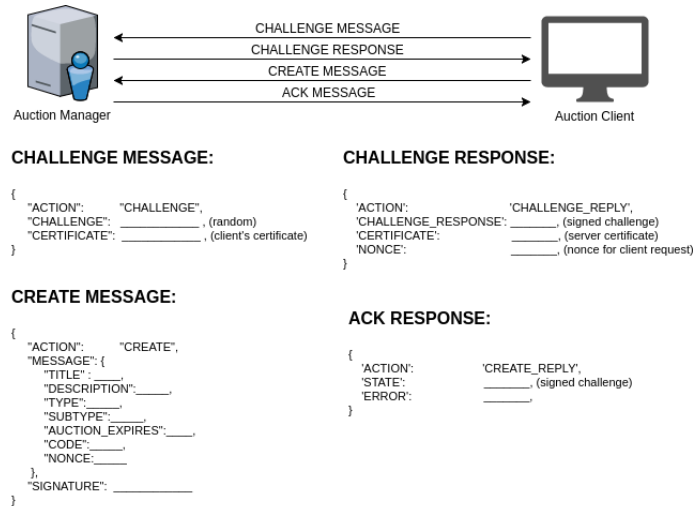 CHALLENGE MESSAGE
CHALLENGE RESPONSE
CREATE MESSAGE
ACK MESSAGE
Auction Manager
Auction Client
CHALLENGE MESSAGE:
{
"ACTION": "CHALLENGE",
"CHALLENGE": ____________ , (random)
"CERTIFICATE": ____________ , (client's certificate)
}
CHALLENGE RESPONSE:
{
'ACTION': 'CHALLENGE_REPLY',
'CHALLENGE_RESPONSE': _______, (signed challenge)
'CERTIFICATE': _______, (server certificate)
'NONCE': _______, (nonce for client request)
}
CREATE MESSAGE:
{
"ACTION": "CREATE",
"MESSAGE": {
"TITLE" : ____,
"DESCRIPTION":_____,
"TYPE":_____,
"SUBTYPE":_____,
"AUCTION_EXPIRES":____,
"CODE":_____,
"NONCE:_____
},
"SIGNATURE": ____________
}
ACK RESPONSE:
{
'ACTION': 'CREATE_REPLY',
'STATE': _______, (signed challenge)
'ERROR': _______,
}